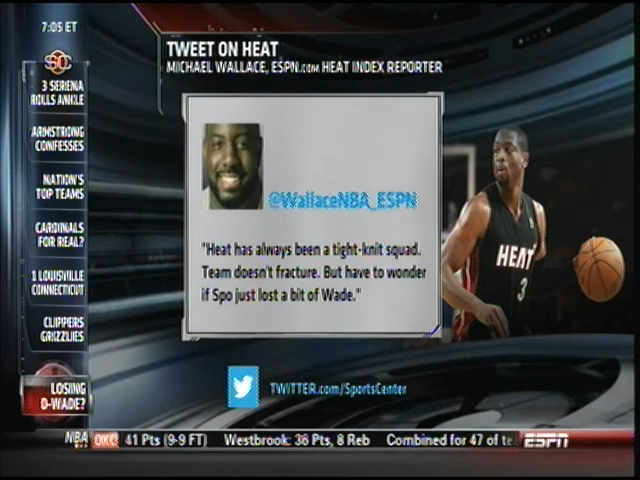 7:05 ET
TWEET ON HEAT
MICHAEL WALLACE, ESPN.COM HEAT INDEX REPORTER
SC
3 SERENA
ROLLS ANKLE
ARMSTRONG
CONFESSES
NATION'S
TOP TEAMS
CARDINALS
FOR REAL?
1 LOUISVILLE
CONNECTICUT
CLIPPERS
GRIZZLIES
LOSING
D-WADE?
@WallaceNBA_ESPN
"Heat has always been a tight-knit squad.
Team doesn't fracture. But have to wonder
if Spo just lost a bit of Wade."
HEAT
3
TWITTER.com/SportsCenter
NBA OKC 41 Pts (9-9 FT) Westbrook: 36 Pts, 8 Reb Combined for 47 of te ESPN